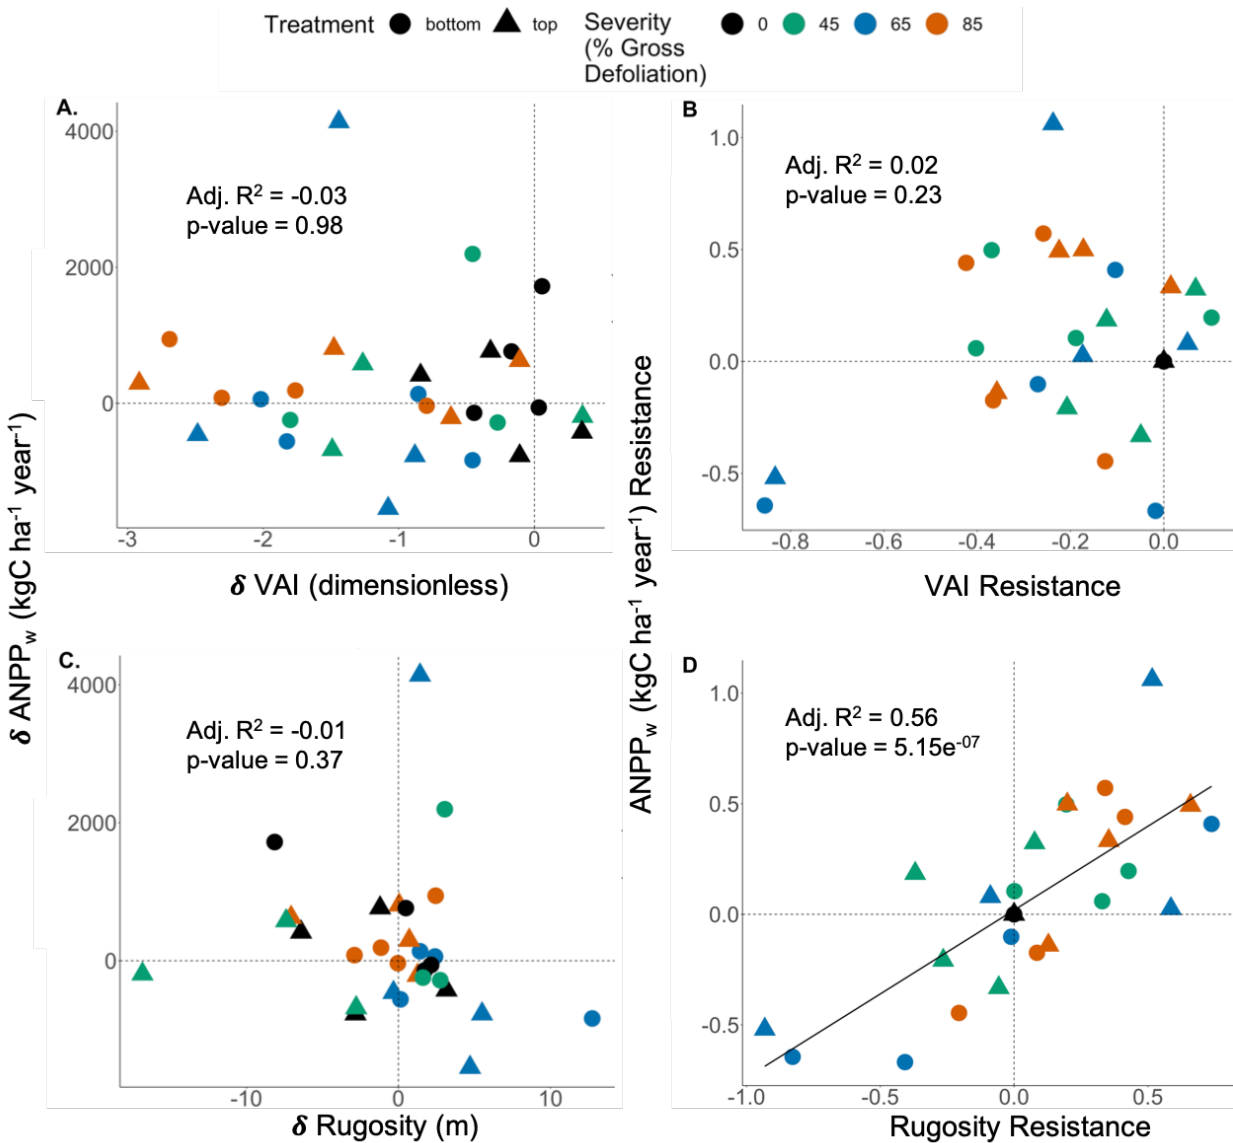 Treatment bottom top Severity (% Gross Defoliation) 0 45 65 85
A.
4000
2000
0
Adj. R² = -0.03
p-value = 0.98
-3 -2 -1 0
𝜹 VAI (dimensionless)
B
1.0
0.5
0.0
-0.5
Adj. R² = 0.02
p-value = 0.23
-0.8 -0.6 -0.4 -0.2 0.0
VAI Resistance
𝜹 ANPPw (kgC ha⁻¹ year⁻¹)
ANPPw (kgC ha⁻¹ year⁻¹) Resistance
C.
4000
2000
0
Adj. R² = -0.01
p-value = 0.37
-10 0 10
𝜹 Rugosity (m)
D
1.0
0.5
0.0
-0.5
Adj. R² = 0.56
p-value = 5.15e⁻⁰⁷
-1.0 -0.5 0.0 0.5
Rugosity Resistance